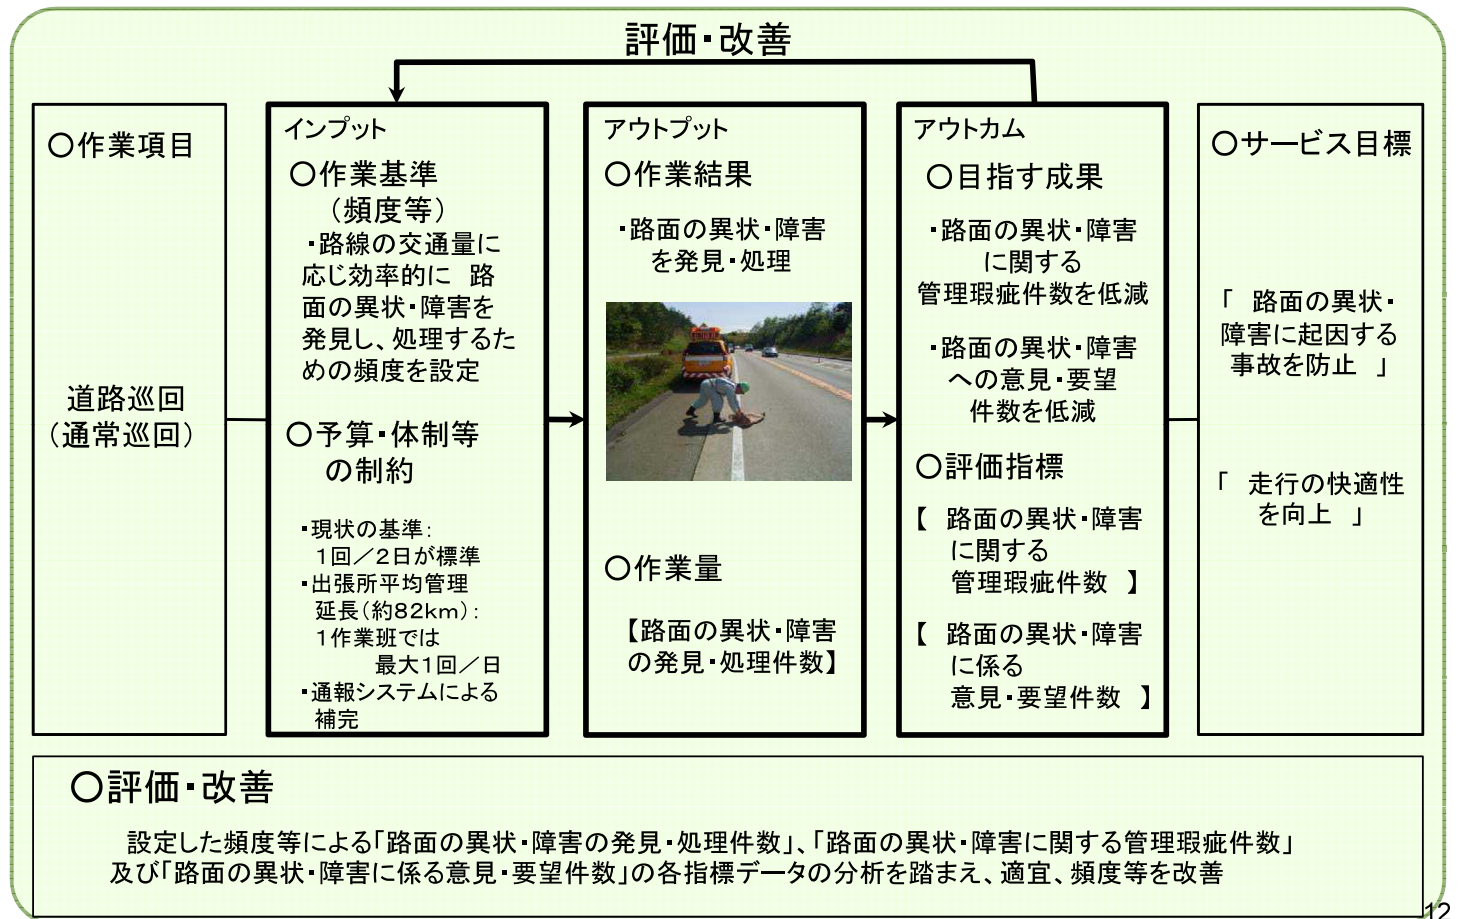 評価・改善
○作業項目
道路巡回
(通常巡回)
インプット
○作業基準
(頻度等)
・路線の交通量に
応じ効率的に 路
面の異状・障害を
発見し、処理するた
めの頻度を設定
○予算・体制等
の制約
・現状の基準:
1回/2日が標準
・出張所平均管理
延長(約82km):
1作業班では
最大1回/日
・通報システムによる
補完
アウトプット
○作業結果
・路面の異状・障害
を発見・処理
○作業量
【路面の異状・障害
の発見・処理件数】
アウトカム
○目指す成果
・路面の異状・障害
に関する
管理瑕疵件数を低減
・路面の異状・障害
への意見・要望
件数を低減
○評価指標
【 路面の異状・障害
に関する
管理瑕疵件数 】
【 路面の異状・障害
に係る
意見・要望件数 】
○サービス目標
「 路面の異状・
障害に起因する
事故を防止 」
「 走行の快適性
を向上 」
○評価・改善
設定した頻度等による「路面の異状・障害の発見・処理件数」、「路面の異状・障害に関する管理瑕疵件数」
及び「路面の異状・障害に係る意見・要望件数」の各指標データの分析を踏まえ、適宜、頻度等を改善
12